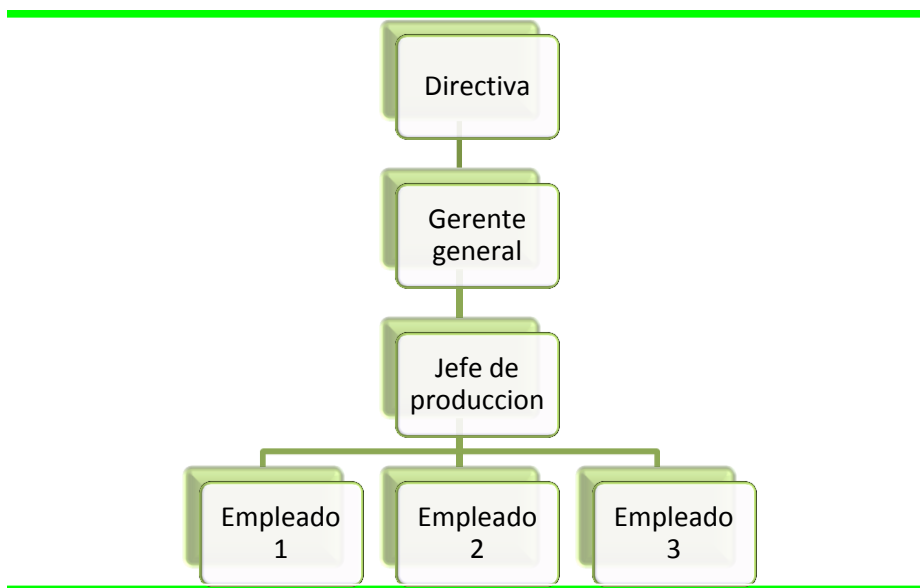 Directiva
Gerente
general
Jefe de
produccion
Empleado
1
Empleado
2
Empleado
3